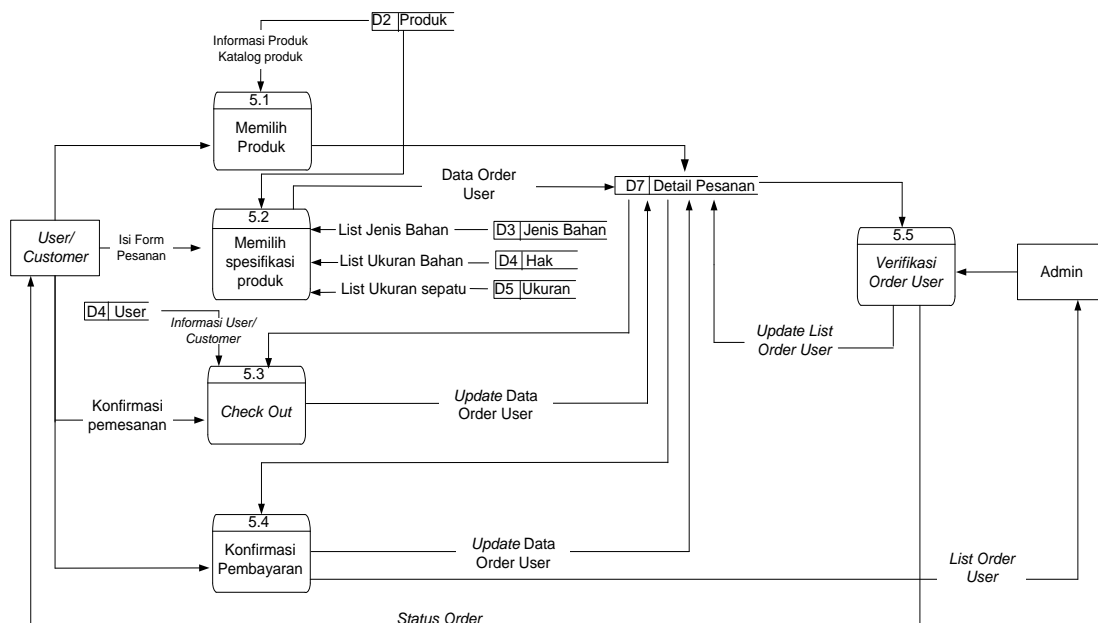 D2 Produk
Informasi Produk
Katalog produk
5.1
Memilih
Produk
Data Order
User
D7 Detail Pesanan
User/
Customer
Isi Form
Pesanan
5.2
Memilih
spesifikasi
produk
List Jenis Bahan
D3 Jenis Bahan
List Ukuran Bahan
D4 Hak
List Ukuran sepatu
D5 Ukuran
5.5
Verifikasi
Order User
Admin
D4 User
Informasi User/
Customer
Update List
Order User
5.3
Check Out
Konfirmasi
pemesanan
Update Data
Order User
5.4
Konfirmasi
Pembayaran
Update Data
Order User
List Order
User
Status Order